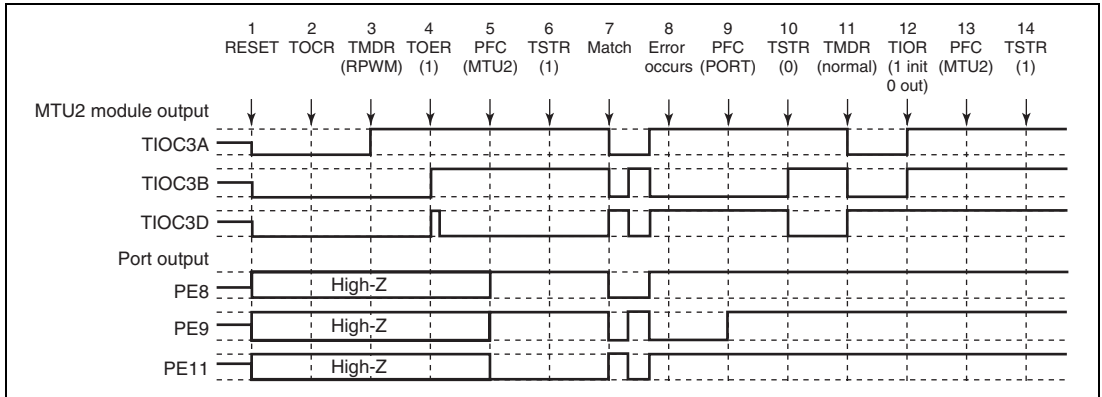 1 2 3 4 5 6 7 8 9 10 11 12 13 14
RESET TOCR TMDR TOER PFC TSTR Match Error PFC TSTR TMDR TIOR PFC TSTR
(RPWM) (1) (MTU2) (1) occurs (PORT) (0) (normal) (1 init (MTU2) (1)
0 out)
MTU2 module output
TIOC3A
TIOC3B
TIOC3D
Port output
PE8 High-Z
PE9 High-Z
PE11 High-Z